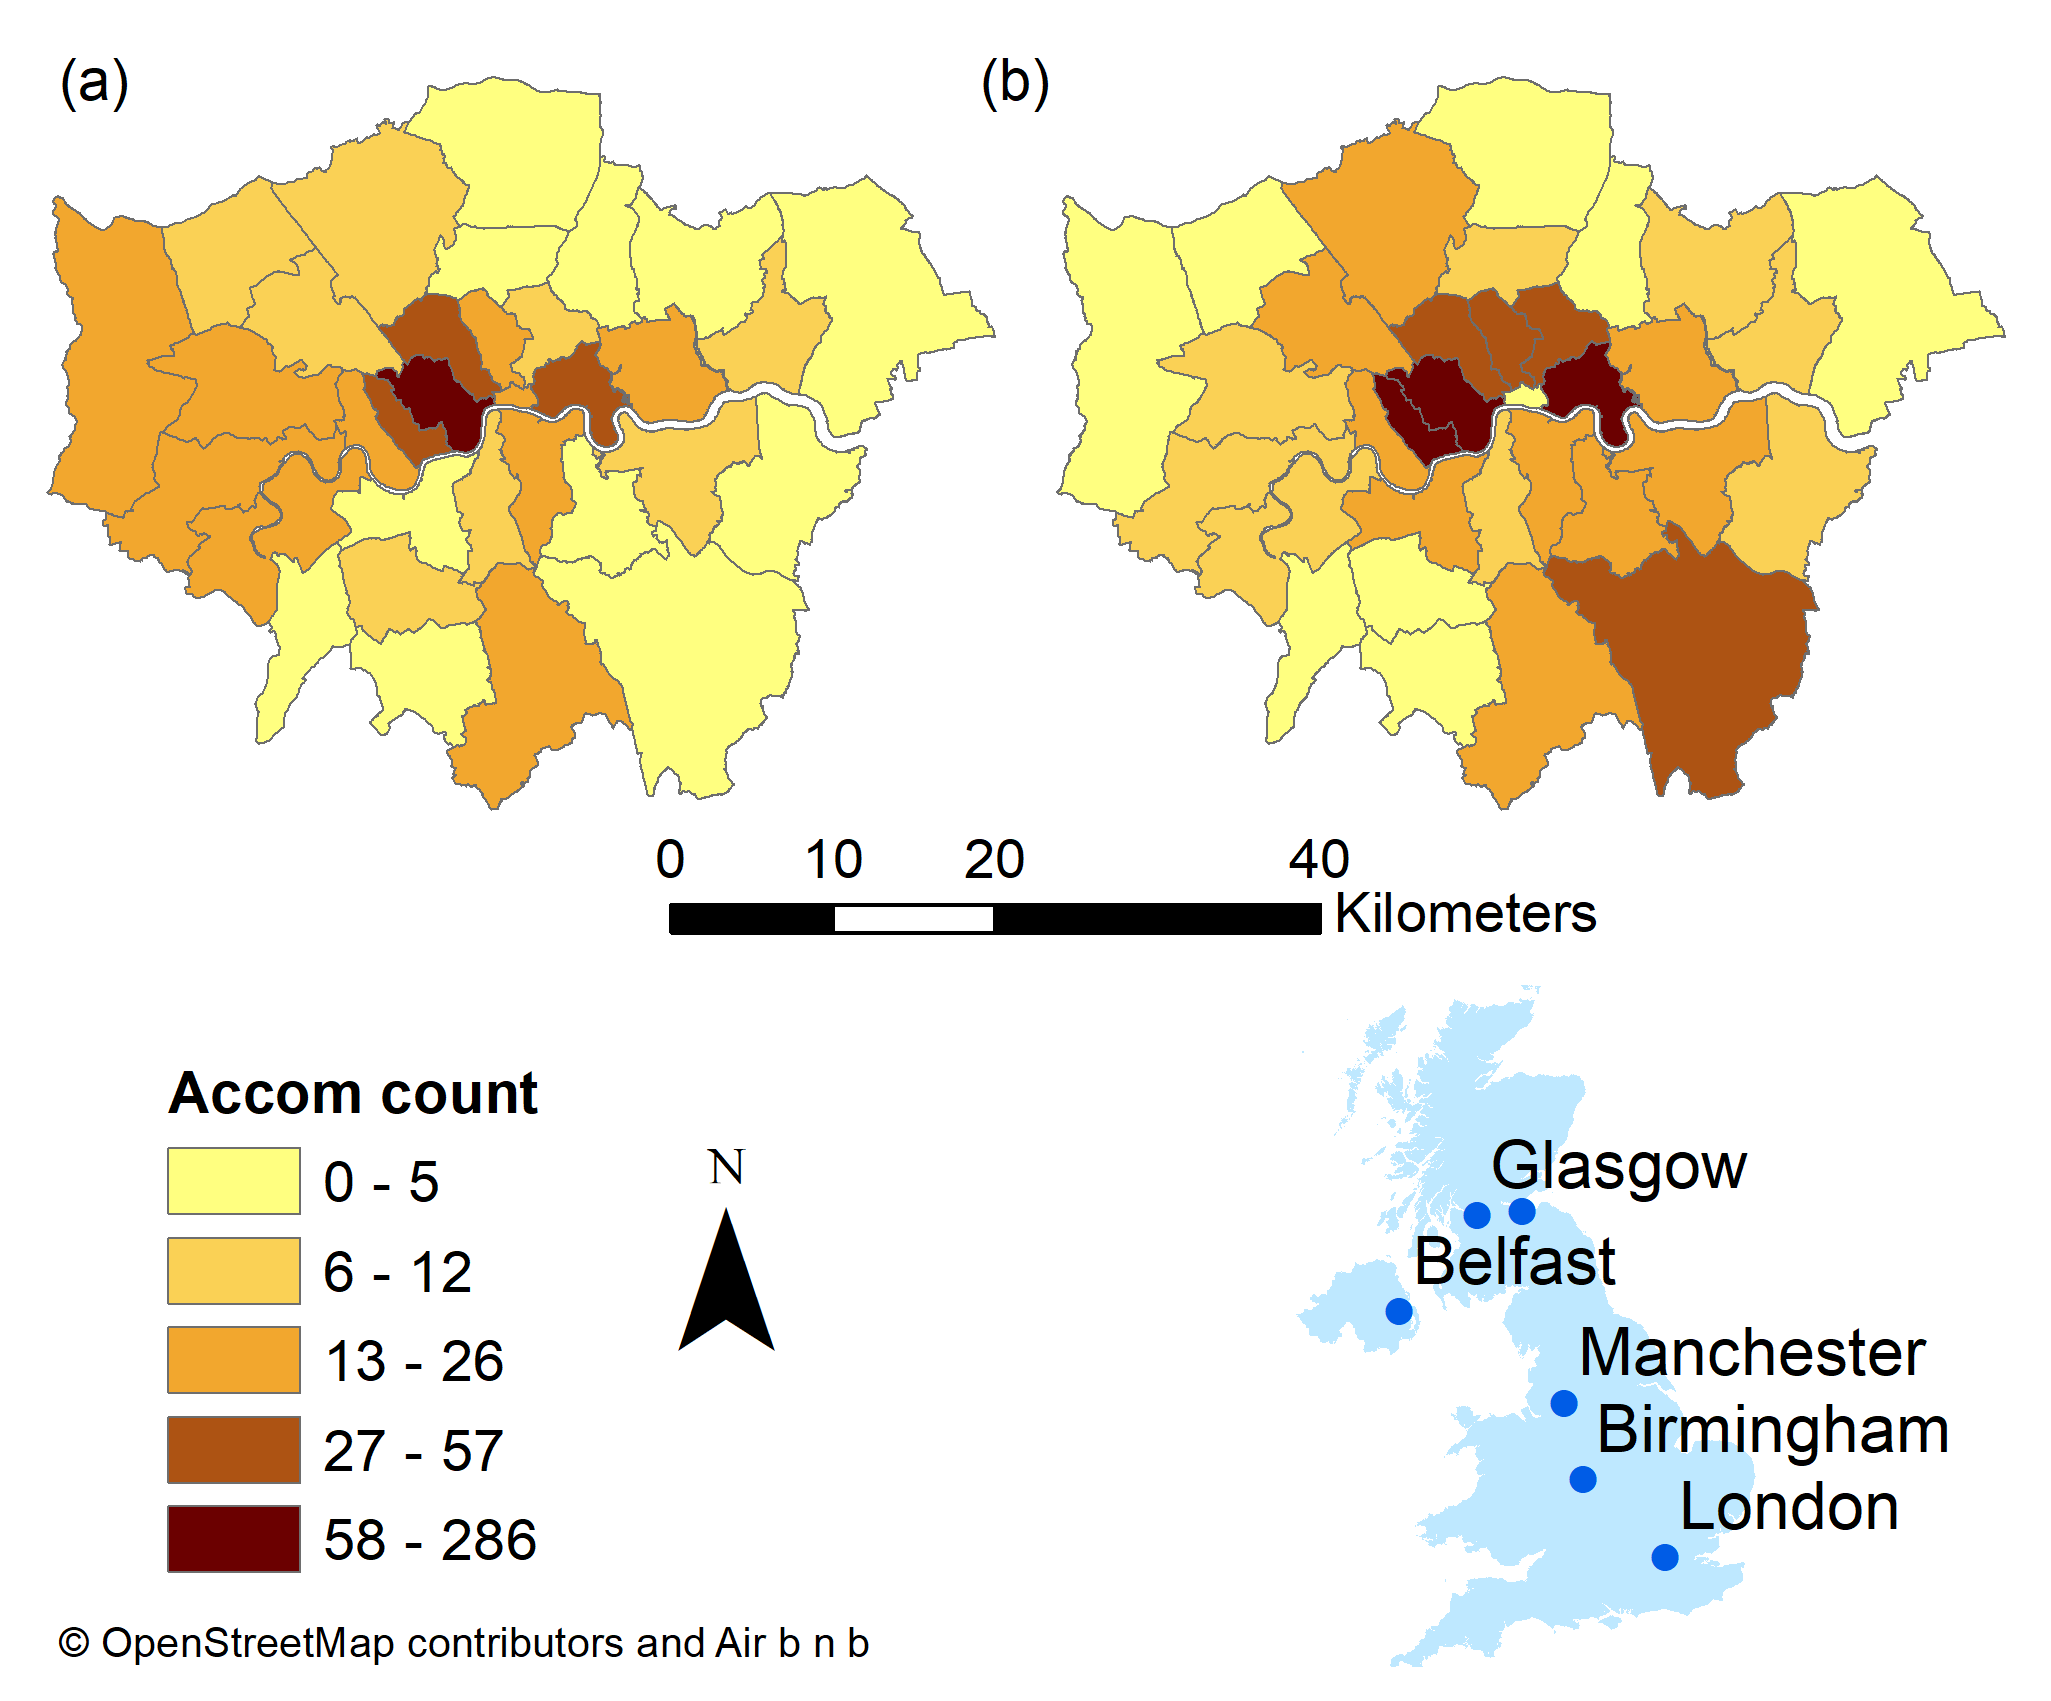 (a)
(b)
0 10 20 40
Kilometers
Accom count
0 - 5
6 - 12
13 - 26
27 - 57
58 - 286
N
Glasgow
Belfast
Manchester
Birmingham
London
© OpenStreetMap contributors and Air b n b